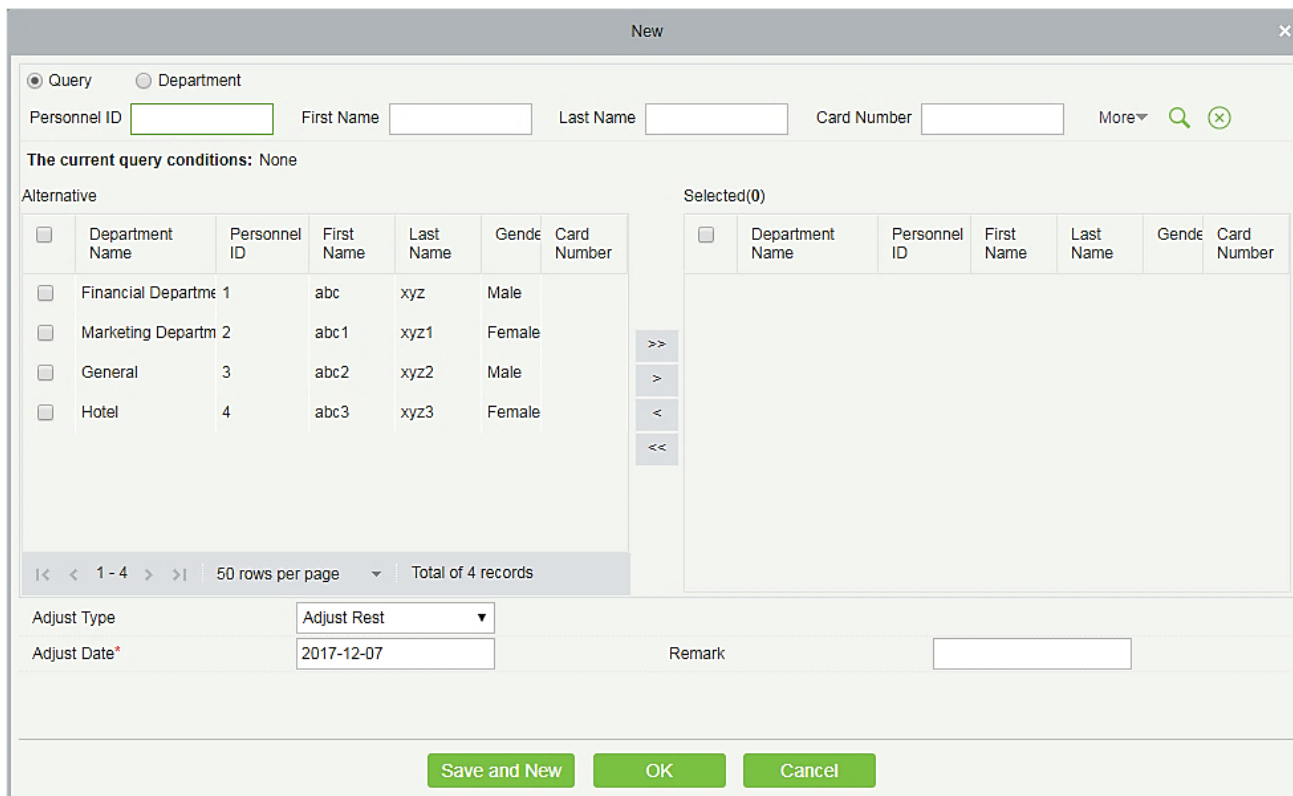 New
Query Department
Personnel ID First Name Last Name Card Number More
The current query conditions: None
Alternative Selected(0)
Department Name Personnel ID First Name Last Name Gende Card Number Department Name Personnel ID First Name Last Name Gende Card Number
Financial Departme 1 abc xyz Male
Marketing Departm 2 abc1 xyz1 Female
>>
General 3 abc2 xyz2 Male
>
Hotel 4 abc3 xyz3 Female
<
<<
1 - 4 50 rows per page Total of 4 records
Adjust Type Adjust Rest
Adjust Date* 2017-12-07 Remark
Save and New OK Cancel